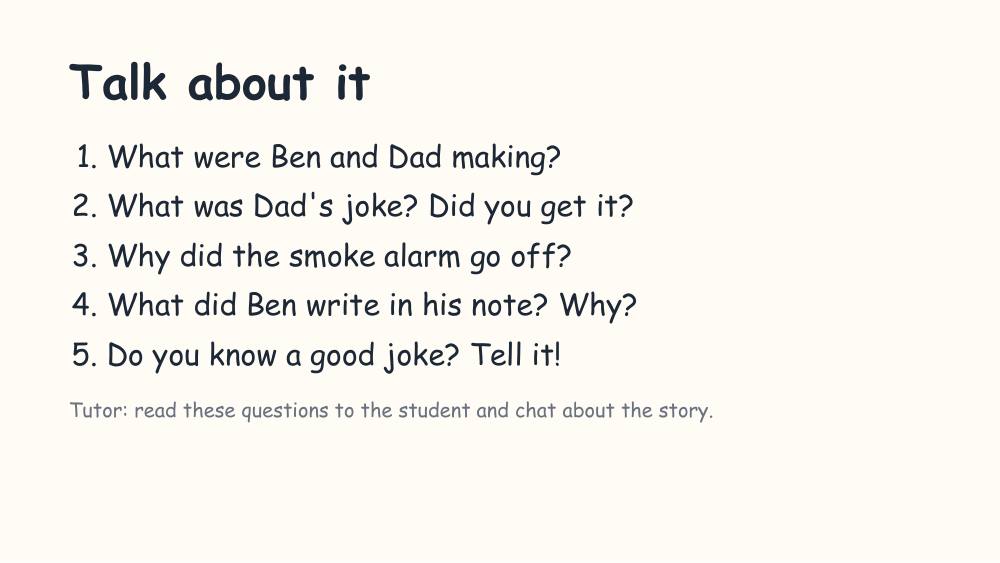 Talk about it
1. What were Ben and Dad making?
2. What was Dad's joke? Did you get it?
3. Why did the smoke alarm go off?
4. What did Ben write in his note? Why?
5. Do you know a good joke? Tell it!
Tutor: read these questions to the student and chat about the story.